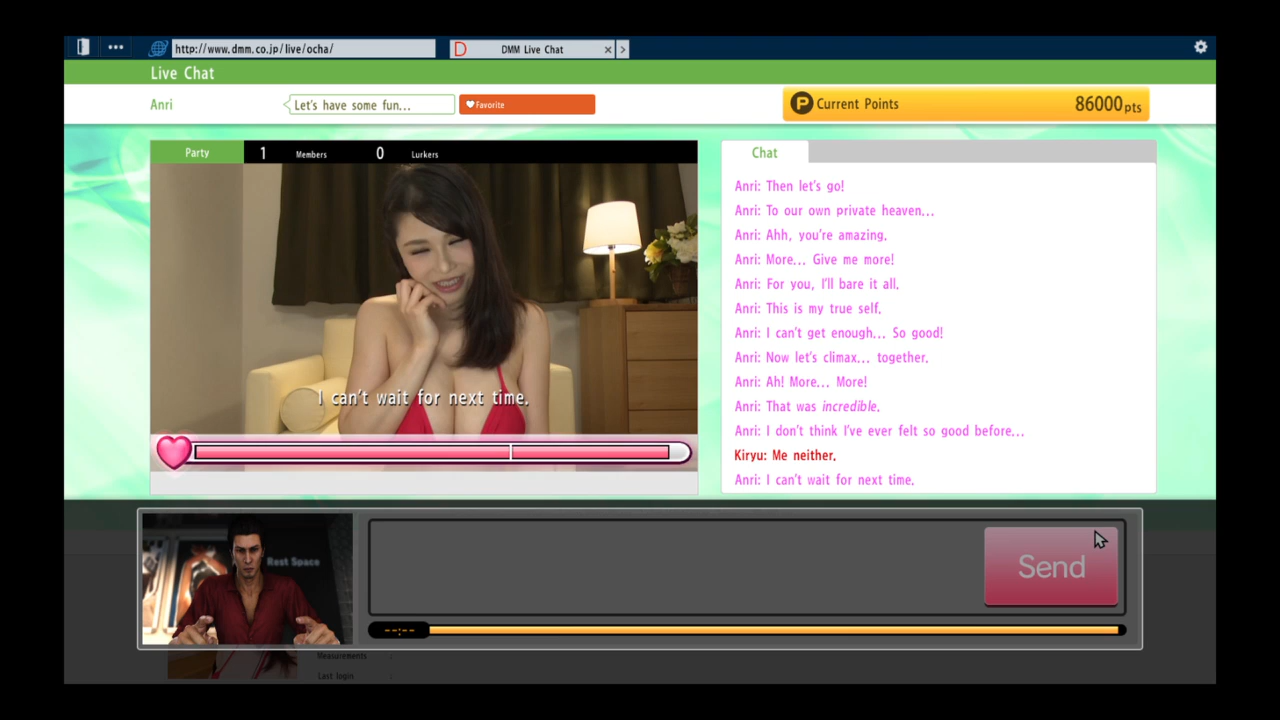 http://www.dmm.co.jp/live/ocha/
DMM Live Chat
Live Chat
Anri
Let's have some fun...
Favorite
P Current Points
86000pts
Party
1 Members
0 Lurkers
I can't wait for next time.
Chat
Anri: Then let's go!
Anri: To our own private heaven...
Anri: Ahh, you're amazing.
Anri: More... Give me more!
Anri: For you, I'll bare it all.
Anri: This is my true self.
Anri: I can't get enough... So good!
Anri: Now let's climax... together.
Anri: Ah! More... More!
Anri: That was incredible.
Anri: I don't think I've ever felt so good before...
Kiryu: Me neither.
Anri: I can't wait for next time.
Rest Space
Send
--:--
Measurements :
Last login :